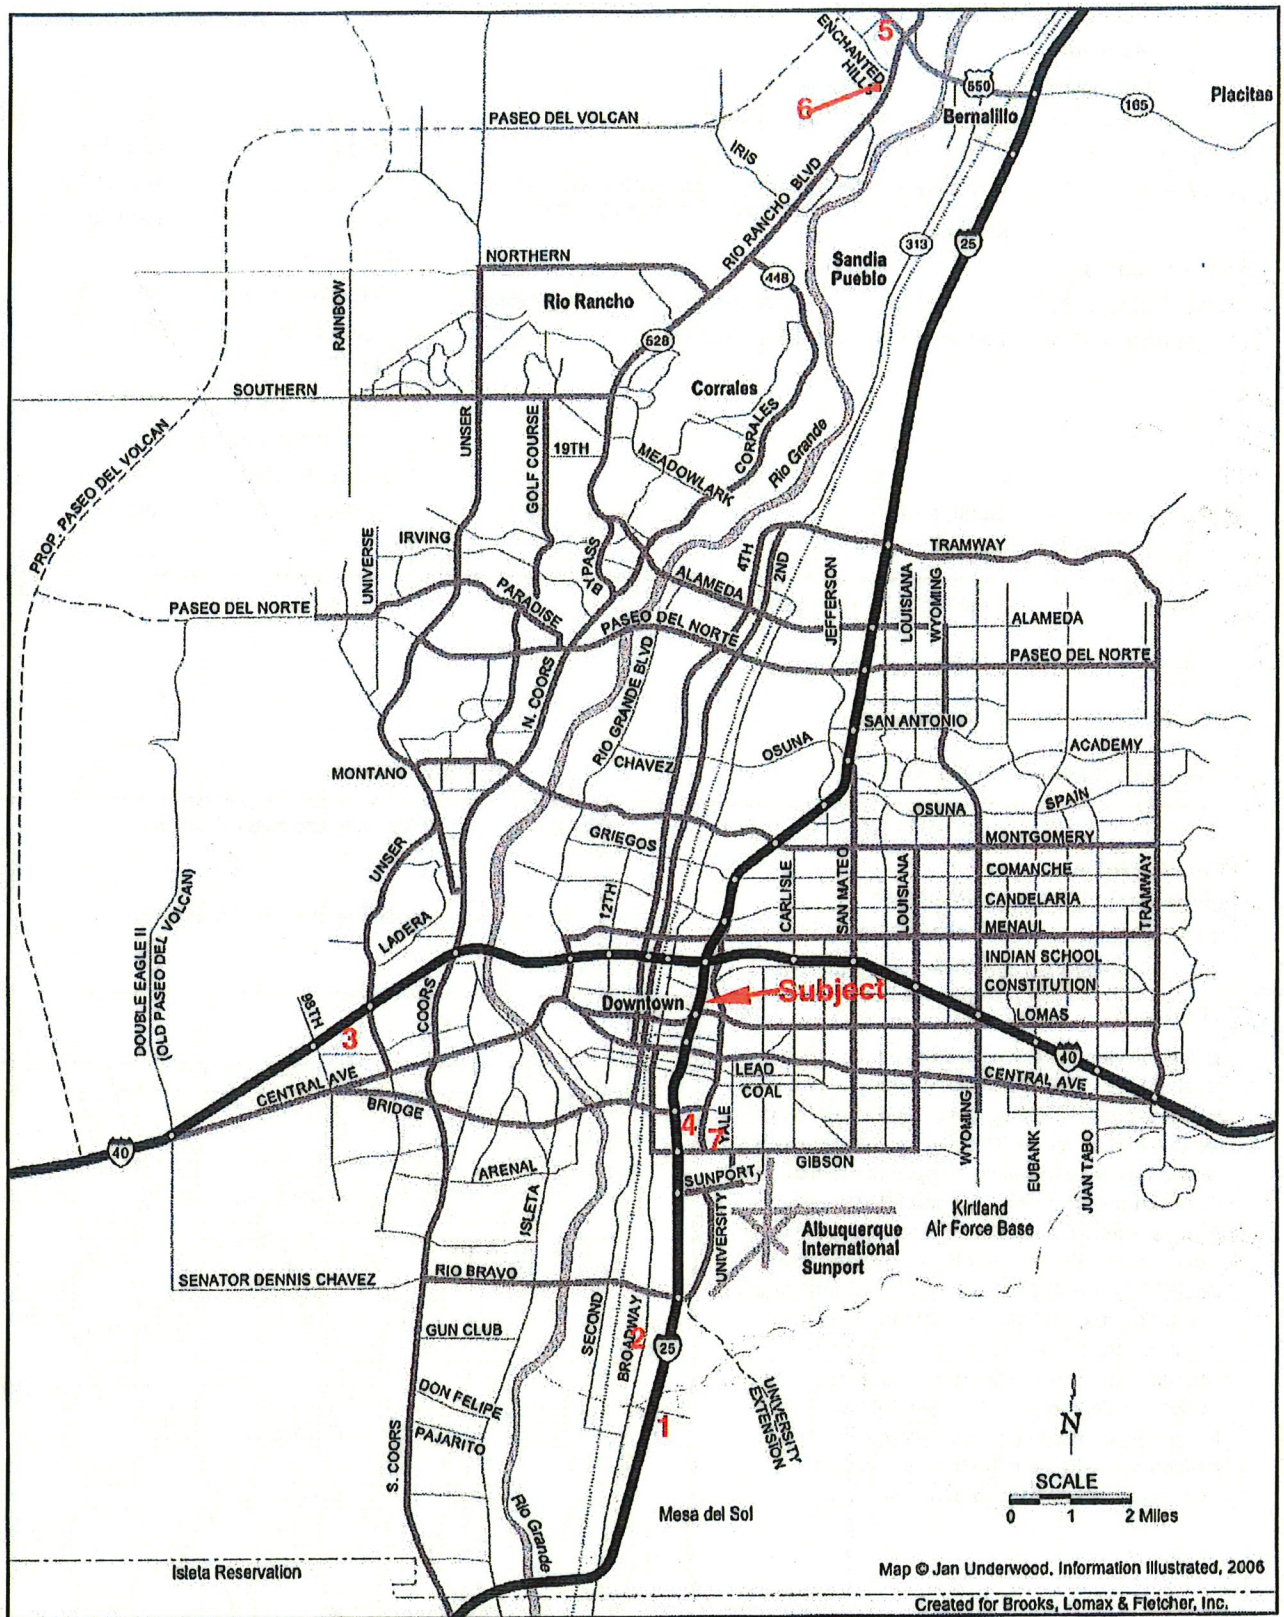 ENCHANTED
HILLS
5
6
550
Bernalillo
165
Placitas
PASEO DEL VOLCAN
IRIS
RIO RANCHO BLVD
313
25
Sandia
Pueblo
448
NORTHERN
Rio Rancho
RAINBOW
528
SOUTHERN
Corrales
UNSER
GOLF COURSE
19TH
MEADOWLARK
CORRALES
Rio Grande
PROP. PASEO DEL VOLCAN
UNIVERSE
IRVING
BYPASS
4TH
2ND
TRAMWAY
ALAMEDA
JEFFERSON
LOUISIANA
WYOMING
PASEO DEL NORTE
PARADISE
PASEO DEL NORTE
ALAMEDA
PASEO DEL NORTE
N. COORS
RIO GRANDE BLVD
SAN ANTONIO
OSUNA
ACADEMY
CHAVEZ
MONTANO
SPAIN
OSUNA
GRIEGOS
MONTGOMERY
UNSER
12TH
CARLISLE
SAN MATEO
LOUISIANA
COMANCHE
TRAMWAY
CANDELARIA
LADERA
MENAUL
DOUBLE EAGLE II
(OLD PASEO DEL VOLCAN)
INDIAN SCHOOL
CONSTITUTION
98TH
COORS
Downtown
Subject
LOMAS
3
40
CENTRAL AVE
LEAD
COAL
CENTRAL AVE
BRIDGE
4
7
YALE
WYOMING
EUBANK
JUAN TABO
40
ARENAL
GIBSON
SUNPORT
ISLETA
UNIVERSITY
Kirtland
Air Force Base
Albuquerque
International
Sunport
SENATOR DENNIS CHAVEZ
RIO BRAVO
SECOND
BROADWAY
2
25
GUN CLUB
DON FELIPE
PAJARITO
1
UNIVERSITY
EXTENSION
N
S. COORS
Rio Grande
SCALE
0 1 2 Miles
Mesa del Sol
Isleta Reservation
Map © Jan Underwood, Information Illustrated, 2006
Created for Brooks, Lomax & Fletcher, Inc.